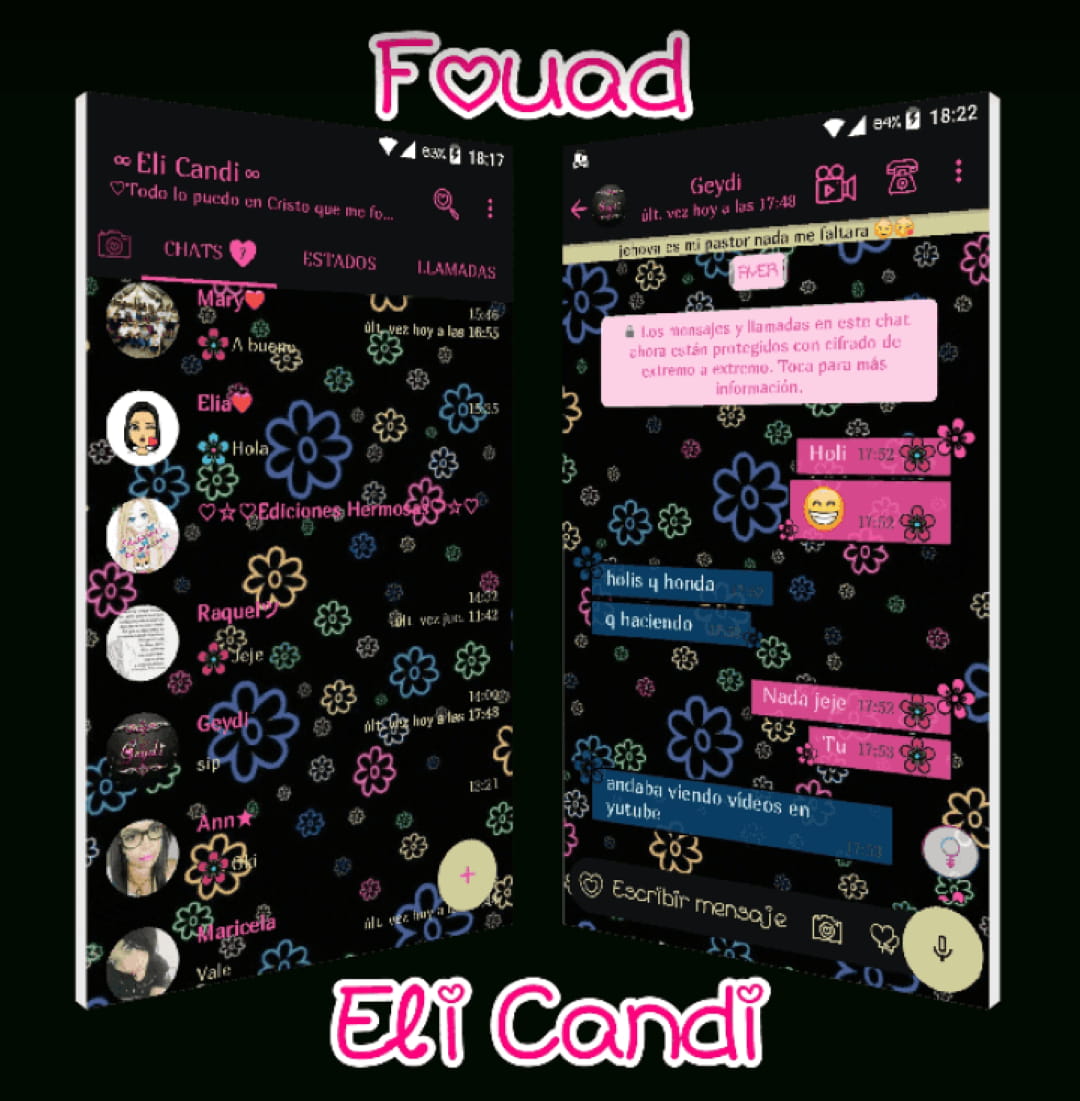 Fouad
83% 18:17
∞Eli Candi∞
♡Todo lo puedo en Cristo que me fo...
CHATS 7
ESTADOS
LLAMADAS
Mary❤
15:46
últ. vez hoy a las 16:55
A bueno
Elia❤
15:35
Hola
♡☆♡Ediciones Hermosas♡☆♡
Raquel
14:32
últ. vez jue. 11:42
Jeje
Geydi
14:09
últ. vez hoy a las 17:48
sip
13:21
Ann★
Oki
últ. vez hoy a
Maricela
Vale
84% 18:22
Geydi
últ. vez hoy a las 17:48
jehova es mi pastor nada me faltara 😉🥰
AYER
🔒 Los mensajes y llamadas en este chat
ahora están protegidos con cifrado de
extremo a extremo. Toca para más
información.
Holi 17:52
😁 17:52
holis q honda
q haciendo
Nada jeje 17:52
Tu 17:53
andaba viendo vídeos en
yutube
17:53
Escribir mensaje
Eli Candi